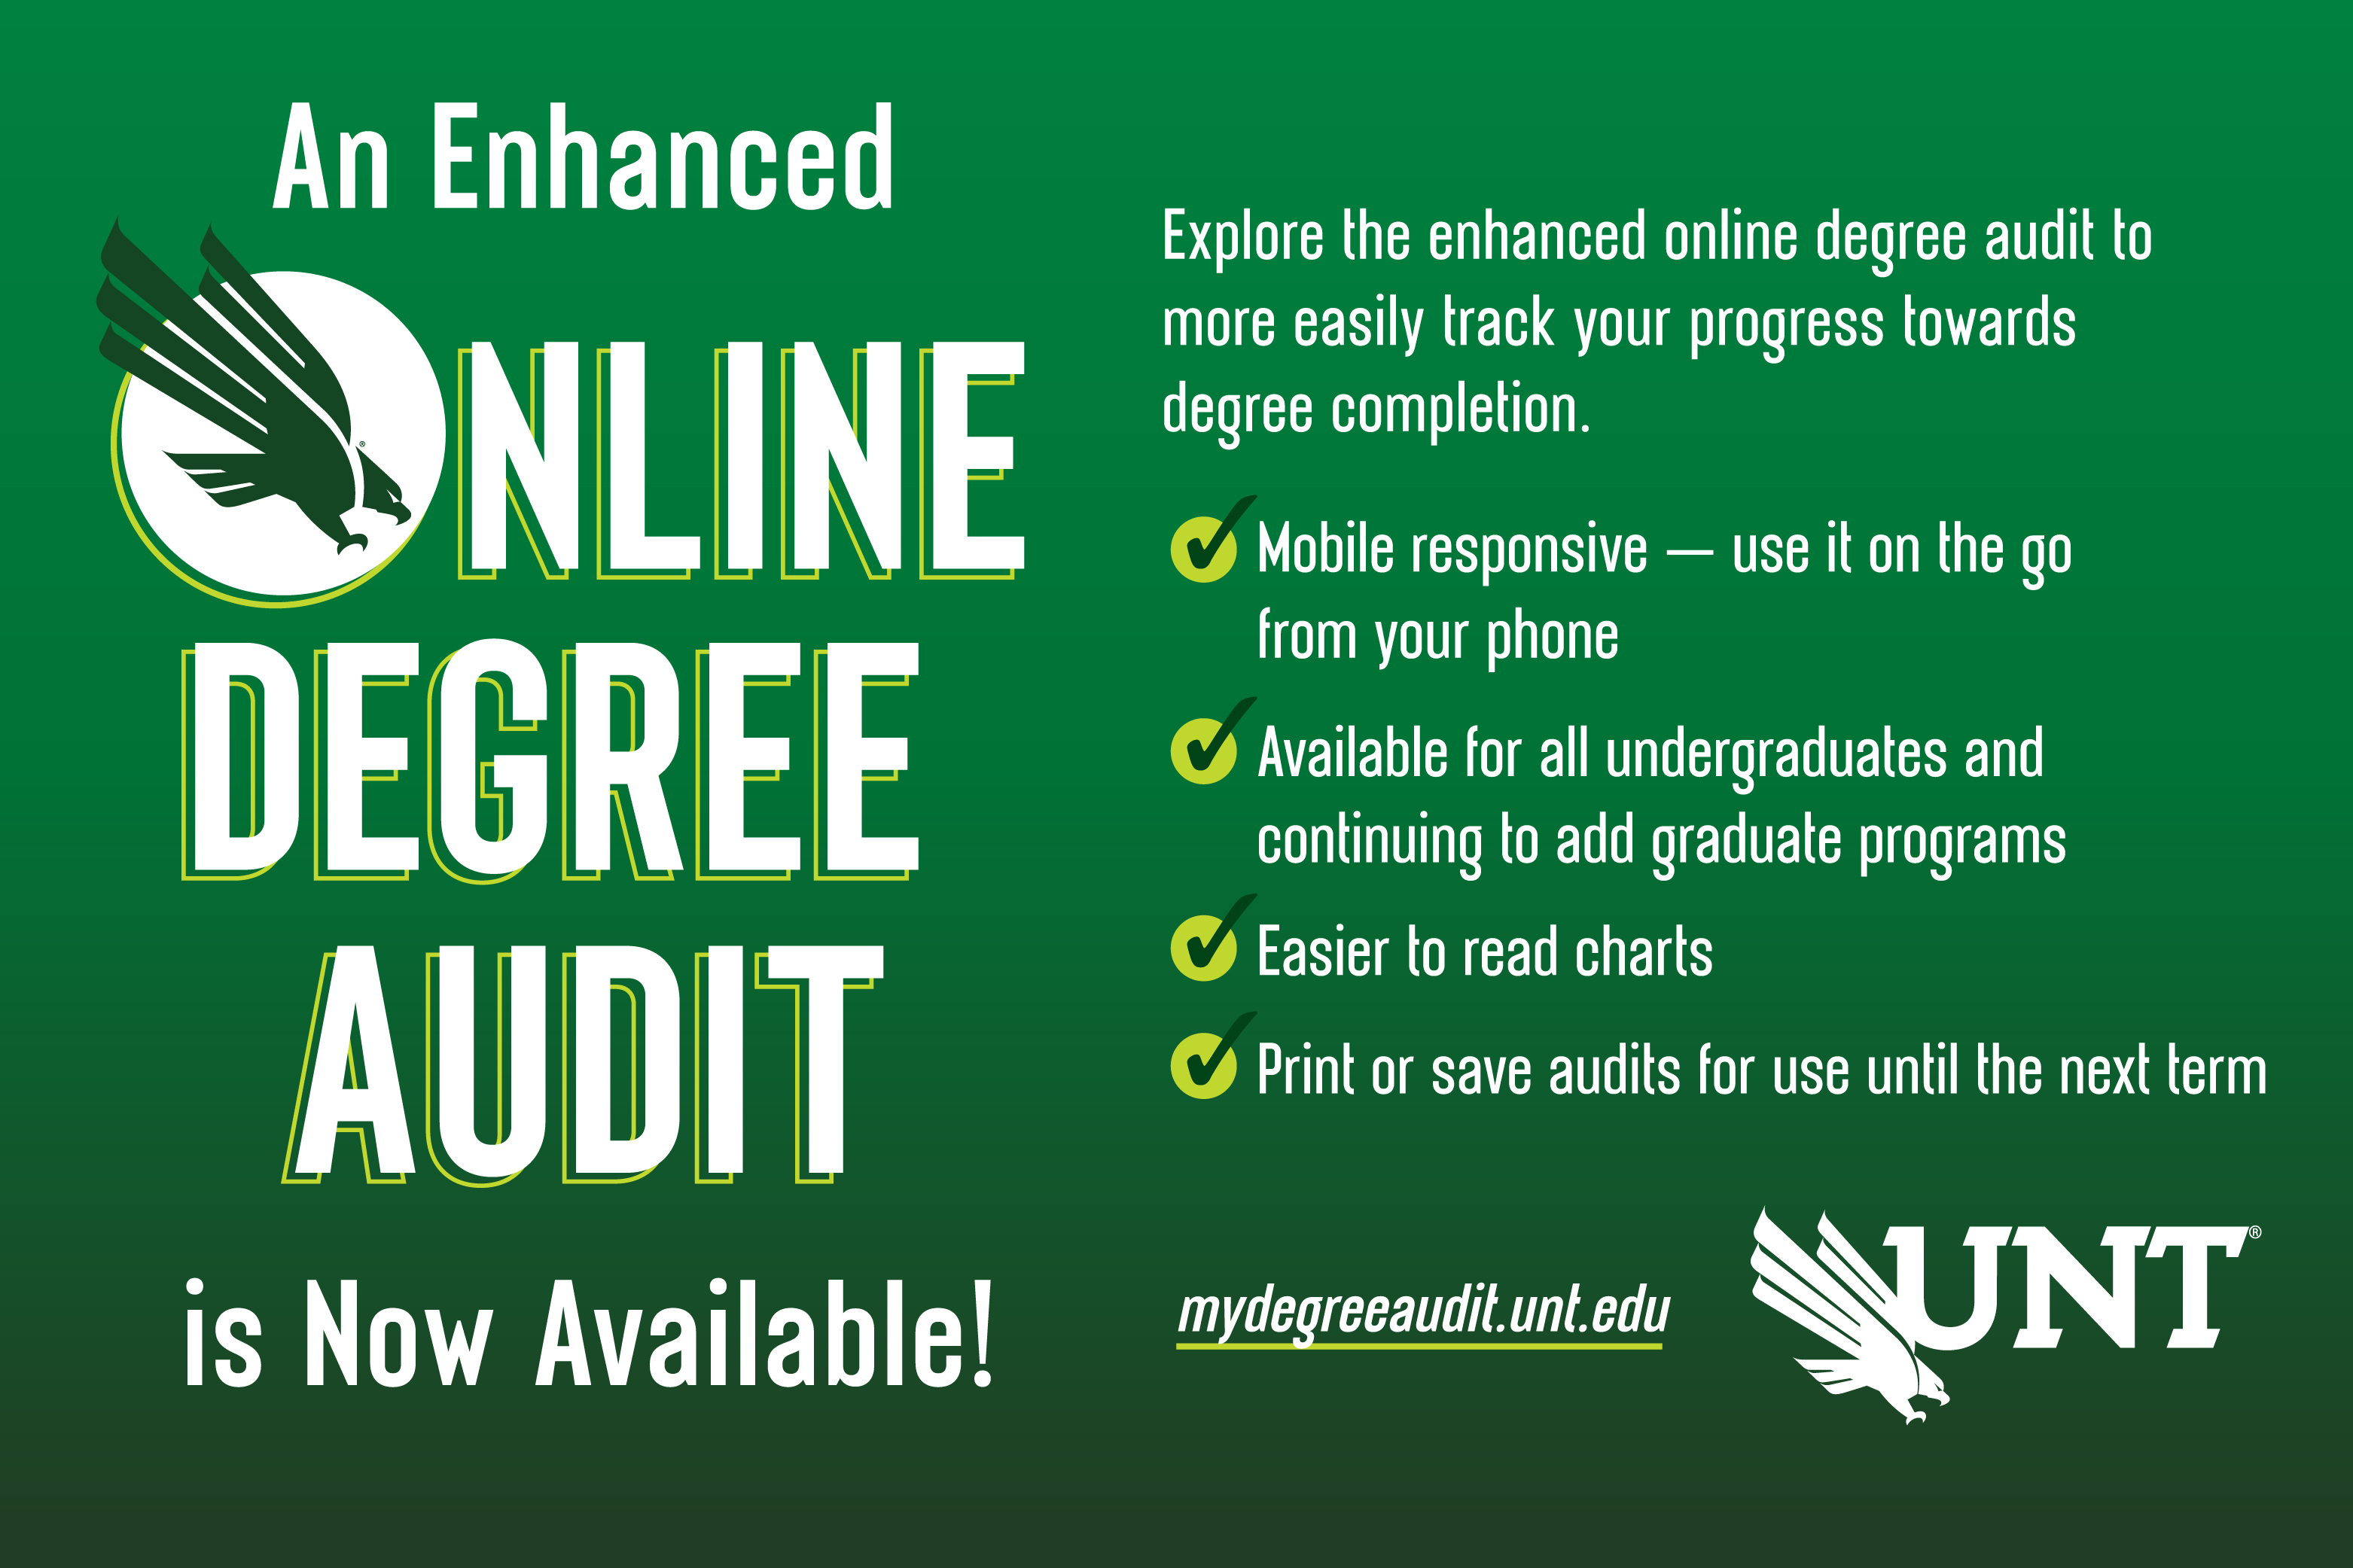 An Enhanced
ONLINE
DEGREE
AUDIT
is Now Available!
Explore the enhanced online degree audit to
more easily track your progress towards
degree completion.
Mobile responsive — use it on the go
from your phone
Available for all undergraduates and
continuing to add graduate programs
Easier to read charts
Print or save audits for use until the next term
mydegreeaudit.unt.edu
UNT®